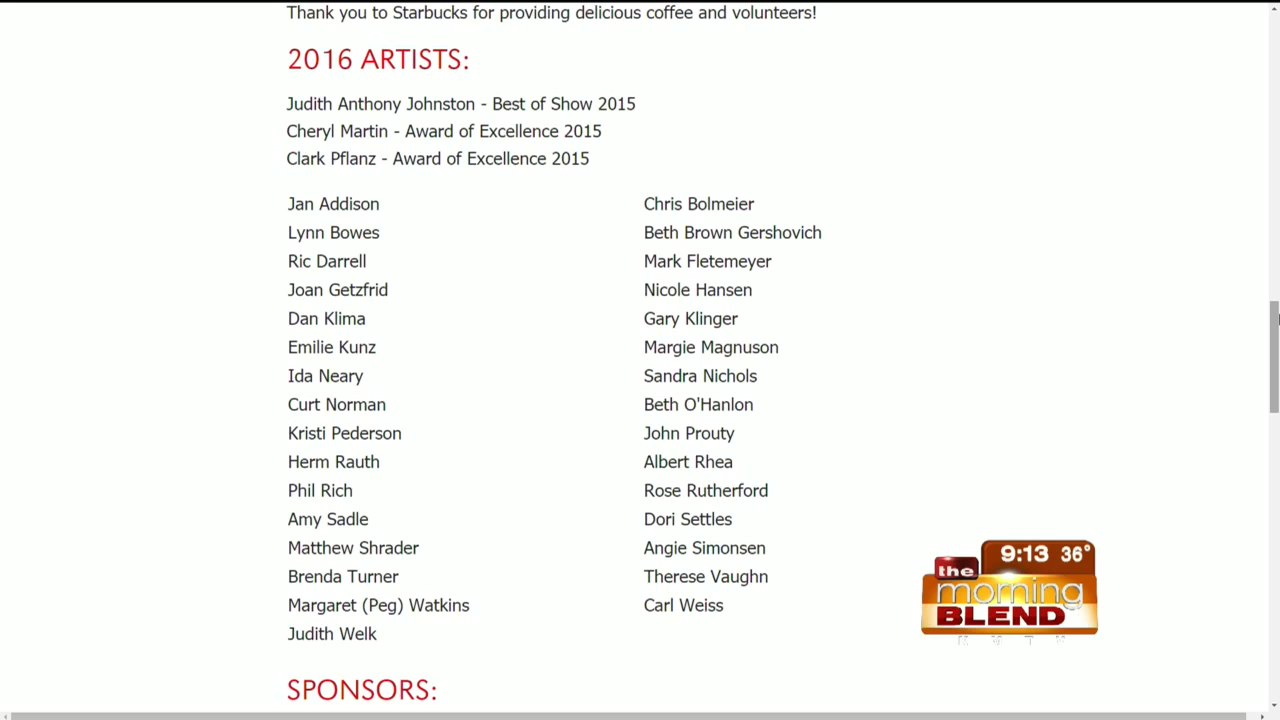 Thank you to Starbucks for providing delicious coffee and volunteers!
2016 ARTISTS:
Judith Anthony Johnston - Best of Show 2015
Cheryl Martin - Award of Excellence 2015
Clark Pflanz - Award of Excellence 2015
Jan Addison
Chris Bolmeier
Lynn Bowes
Beth Brown Gershovich
Ric Darrell
Mark Fletemeyer
Joan Getzfrid
Nicole Hansen
Dan Klima
Gary Klinger
Emilie Kunz
Margie Magnuson
Ida Neary
Sandra Nichols
Curt Norman
Beth O'Hanlon
Kristi Pederson
John Prouty
Herm Rauth
Albert Rhea
Phil Rich
Rose Rutherford
Amy Sadle
Dori Settles
Matthew Shrader
Angie Simonsen
Brenda Turner
Therese Vaughn
Margaret (Peg) Watkins
Carl Weiss
Judith Welk
SPONSORS:
9:13 36°
the
morning
BLEND